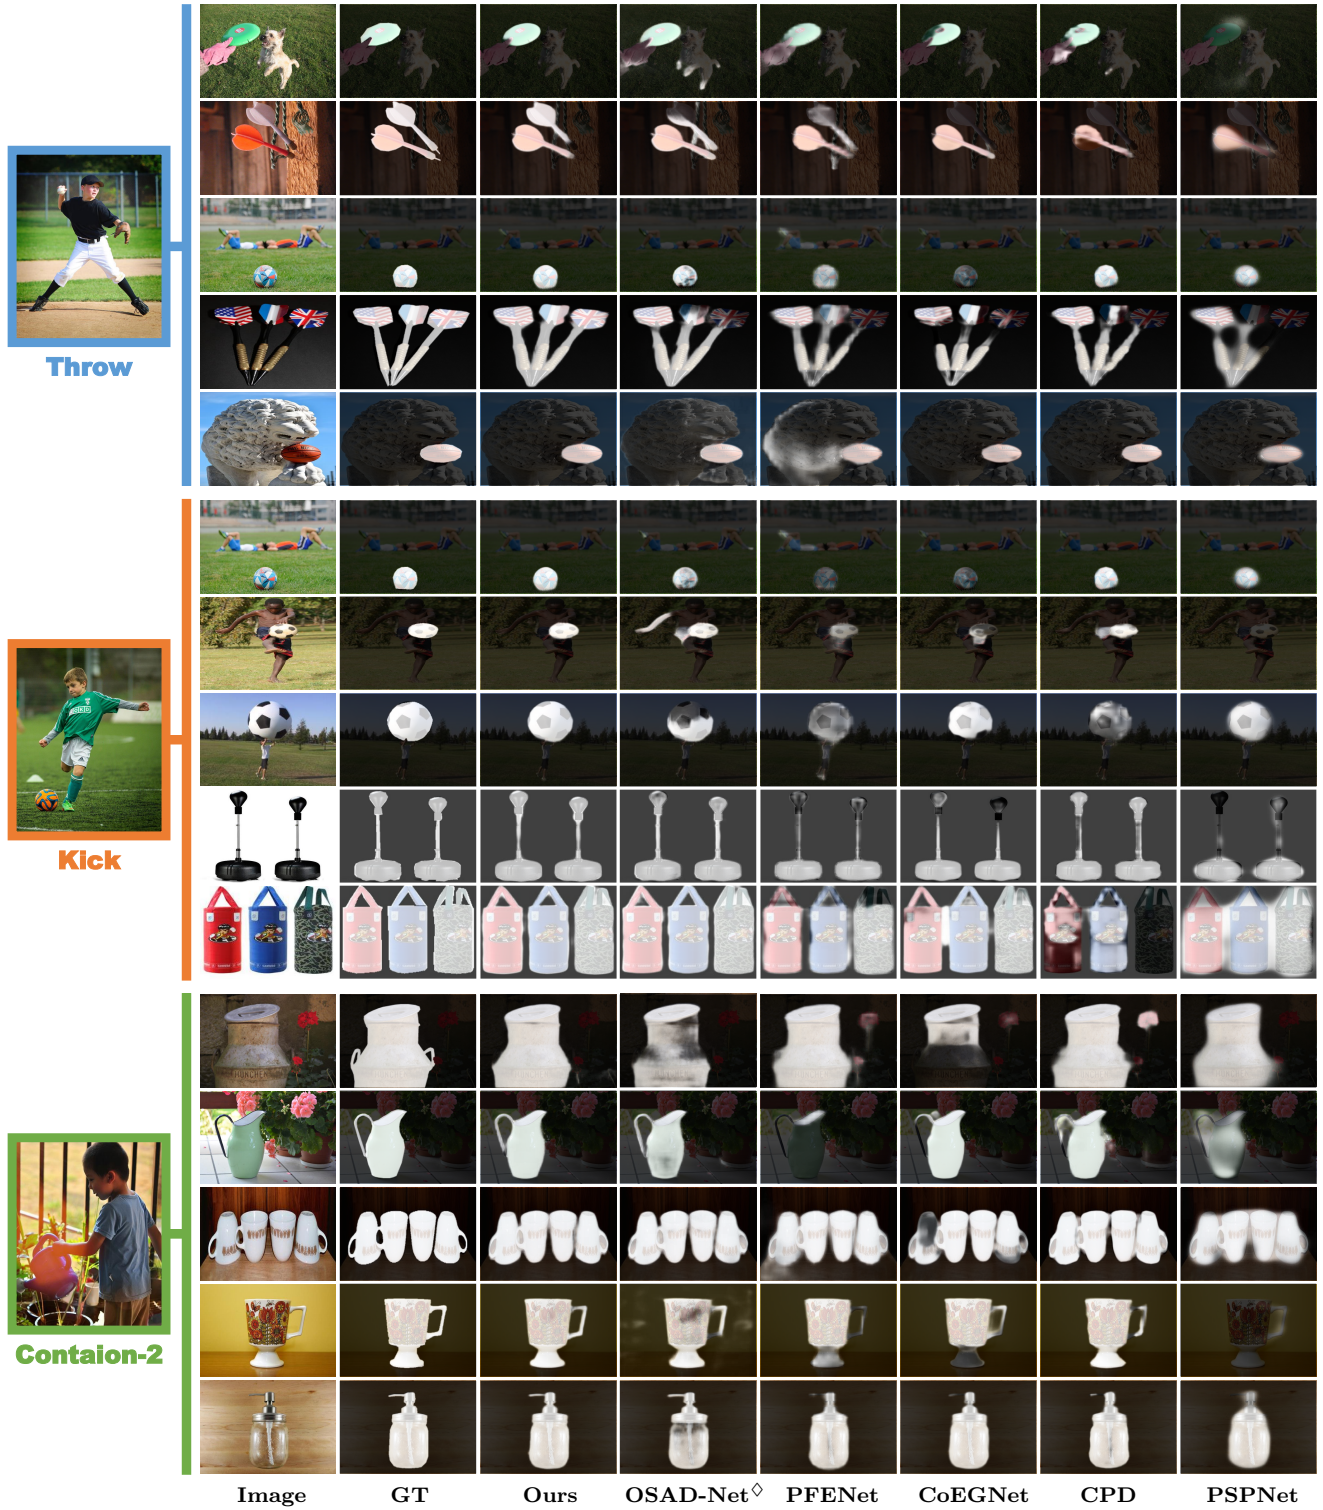 Throw
Kick
Contaion-2
Image GT Ours OSAD-Net◇ PFENet CoEGNet CPD PSPNet